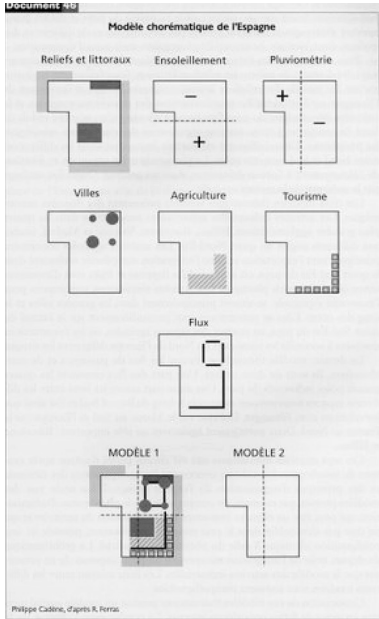 Document 46
Modèle chorématique de l'Espagne
Reliefs et littoraux Ensoleillement Pluviométrie
Villes Agriculture Tourisme
Flux
MODÈLE 1 MODÈLE 2
Philippe Cadène, d'après R. Ferras